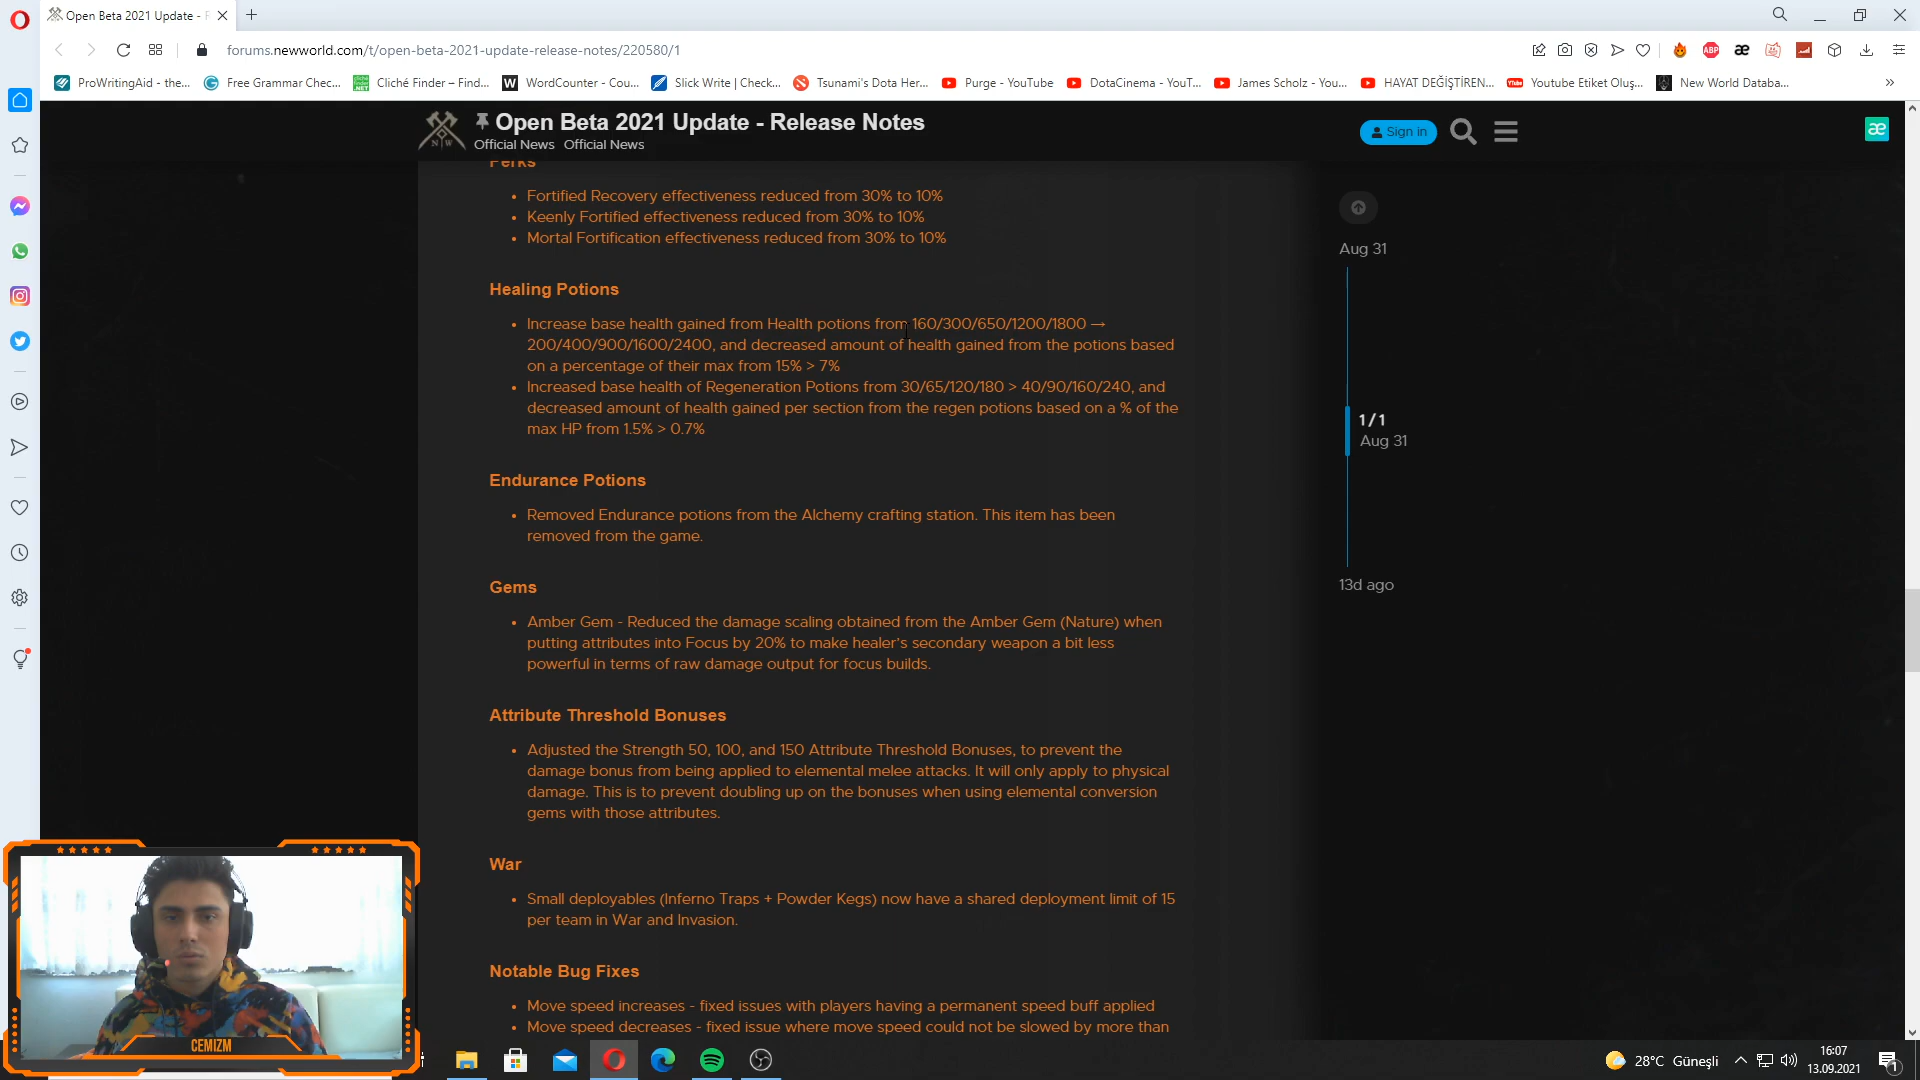 Open Beta 2021 Update - F
forums.newworld.com/t/open-beta-2021-update-release-notes/220580/1
ABP
æ
ProWritingAid - the...
Free Grammar Chec...
Cliché Finder – Find...
WordCounter - Cou...
Slick Write | Check...
Tsunami's Dota Her...
Purge - YouTube
DotaCinema - YouT...
James Scholz - You...
HAYAT DEĞİŞTİREN...
Youtube Etiket Oluş...
New World Databa...
Open Beta 2021 Update - Release Notes
Official News Official News
Sign in
æ
Perks
• Fortified Recovery effectiveness reduced from 30% to 10%
• Keenly Fortified effectiveness reduced from 30% to 10%
• Mortal Fortification effectiveness reduced from 30% to 10%
Healing Potions
• Increase base health gained from Health potions from 160/300/650/1200/1800 →
200/400/900/1600/2400, and decreased amount of health gained from the potions based
on a percentage of their max from 15% > 7%
• Increased base health of Regeneration Potions from 30/65/120/180 > 40/90/160/240, and
decreased amount of health gained per section from the regen potions based on a % of the
max HP from 1.5% > 0.7%
Endurance Potions
• Removed Endurance potions from the Alchemy crafting station. This item has been
removed from the game.
Gems
• Amber Gem - Reduced the damage scaling obtained from the Amber Gem (Nature) when
putting attributes into Focus by 20% to make healer's secondary weapon a bit less
powerful in terms of raw damage output for focus builds.
Attribute Threshold Bonuses
• Adjusted the Strength 50, 100, and 150 Attribute Threshold Bonuses, to prevent the
damage bonus from being applied to elemental melee attacks. It will only apply to physical
damage. This is to prevent doubling up on the bonuses when using elemental conversion
gems with those attributes.
War
• Small deployables (Inferno Traps + Powder Kegs) now have a shared deployment limit of 15
per team in War and Invasion.
Notable Bug Fixes
• Move speed increases - fixed issues with players having a permanent speed buff applied
• Move speed decreases - fixed issue where move speed could not be slowed by more than
Aug 31
1 / 1
Aug 31
13d ago
CEMIZM
28°C Güneşli
16:07
13.09.2021
1